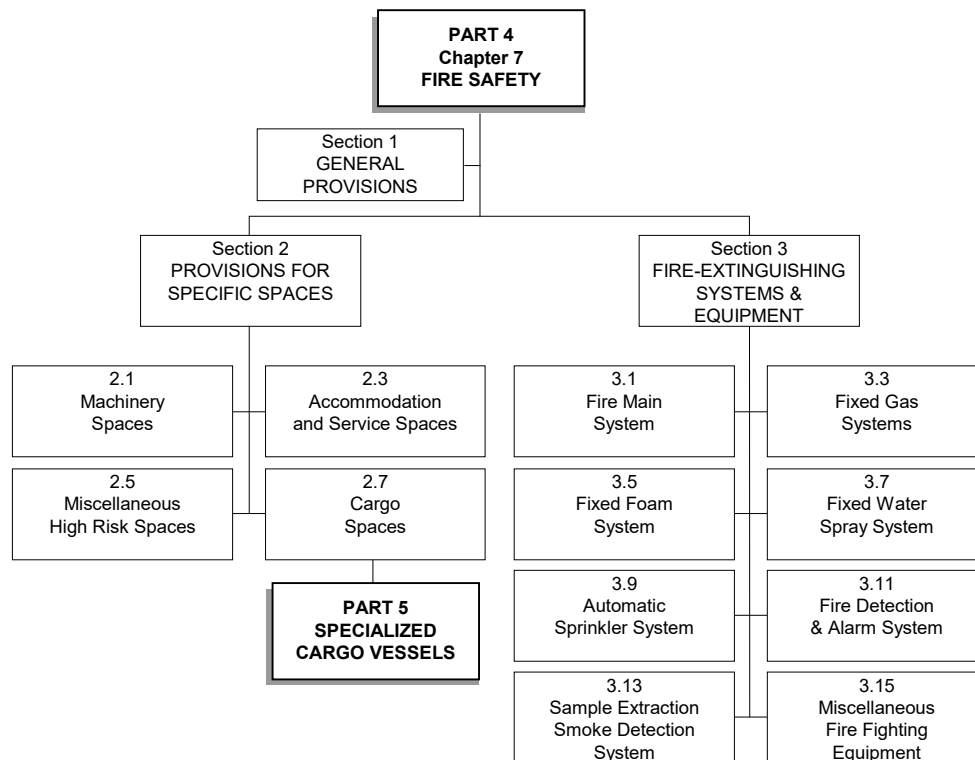 PART 4
Chapter 7
FIRE SAFETY
Section 1
GENERAL
PROVISIONS
Section 2
PROVISIONS FOR
SPECIFIC SPACES
Section 3
FIRE-EXTINGUISHING
SYSTEMS &
EQUIPMENT
2.1
Machinery
Spaces
2.3
Accommodation
and Service Spaces
3.1
Fire Main
System
3.3
Fixed Gas
Systems
2.5
Miscellaneous
High Risk Spaces
2.7
Cargo
Spaces
3.5
Fixed Foam
System
3.7
Fixed Water
Spray System
PART 5
SPECIALIZED
CARGO VESSELS
3.9
Automatic
Sprinkler System
3.11
Fire Detection
& Alarm System
3.13
Sample Extraction
Smoke Detection
System
3.15
Miscellaneous
Fire Fighting
Equipment